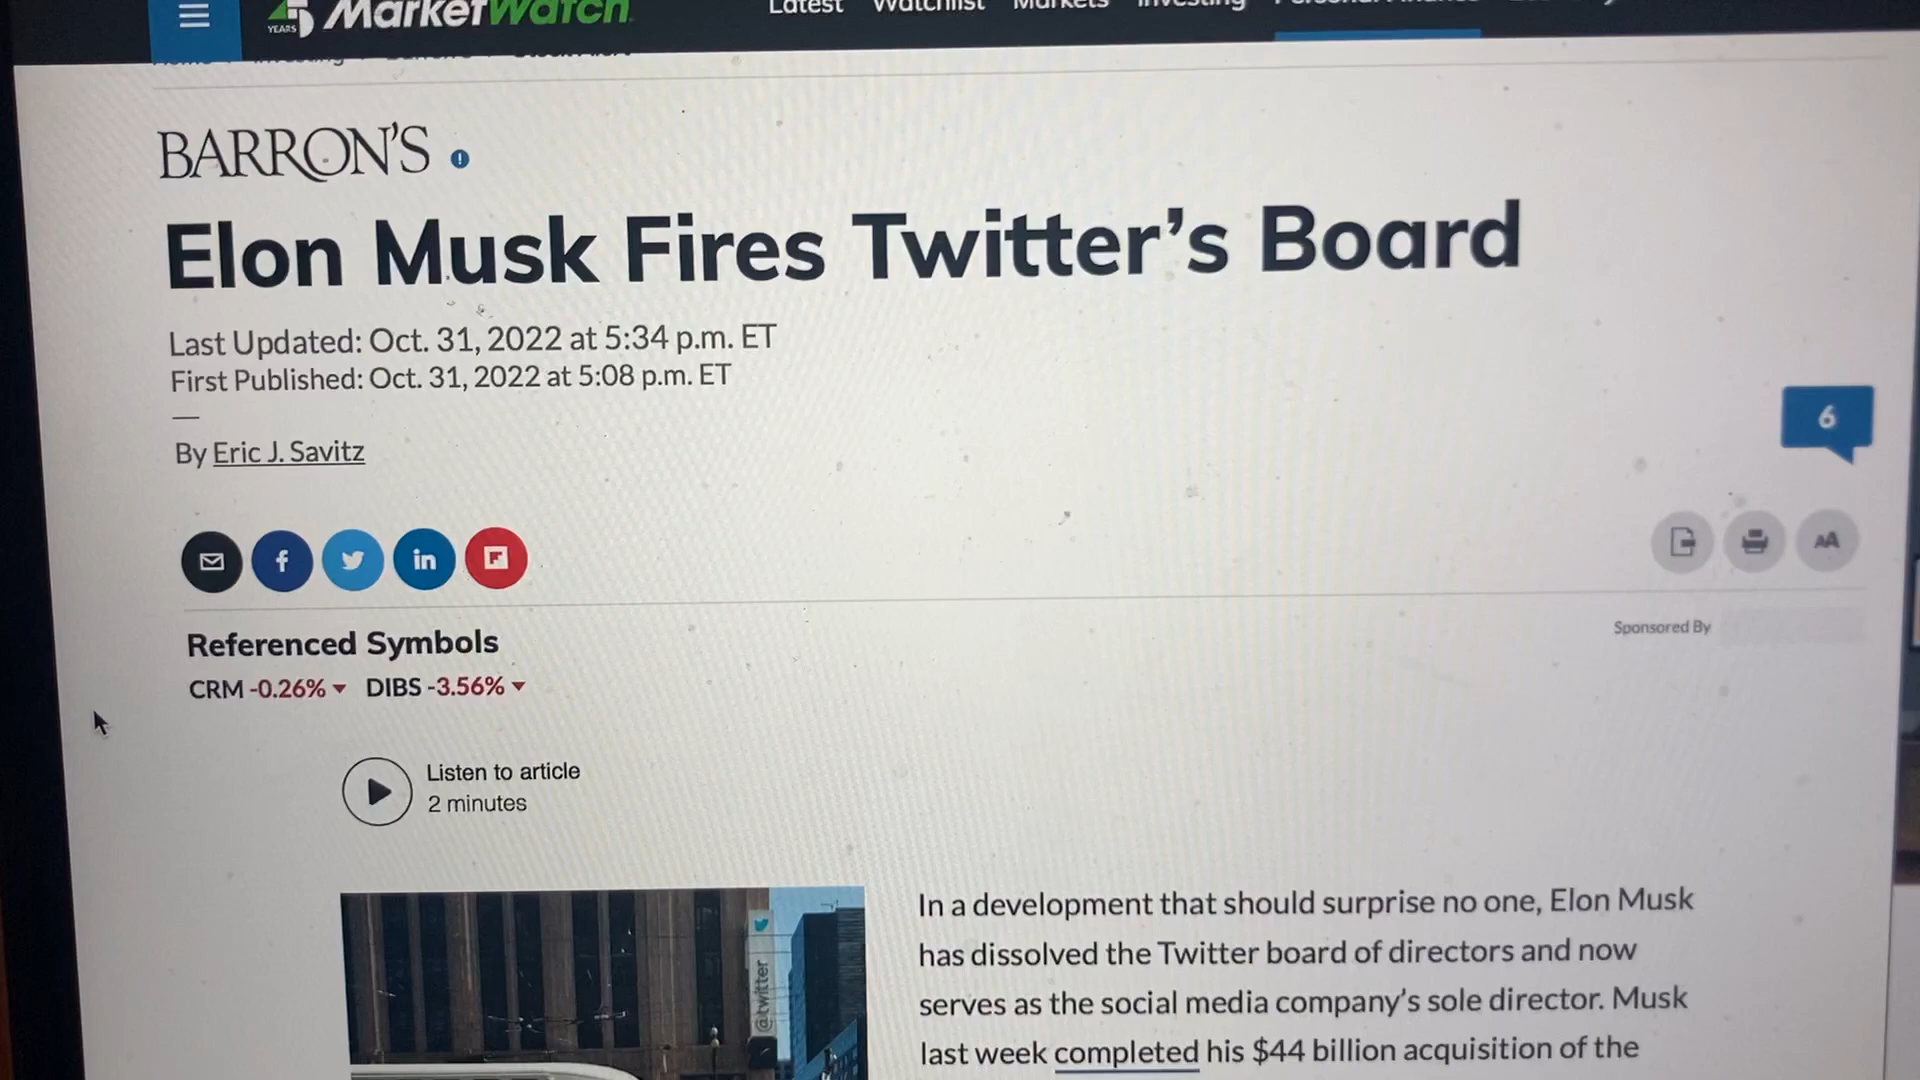 YEARS MarketWatch
Latest Watchlist Markets Investing
BARRON'S
Elon Musk Fires Twitter's Board
Last Updated: Oct. 31, 2022 at 5:34 p.m. ET
First Published: Oct. 31, 2022 at 5:08 p.m. ET
By Eric J. Savitz
6
f in
AA
Sponsored By
Referenced Symbols
CRM -0.26% DIBS -3.56%
Listen to article
2 minutes
@twitter
In a development that should surprise no one, Elon Musk
has dissolved the Twitter board of directors and now
serves as the social media company's sole director. Musk
last week completed his $44 billion acquisition of the